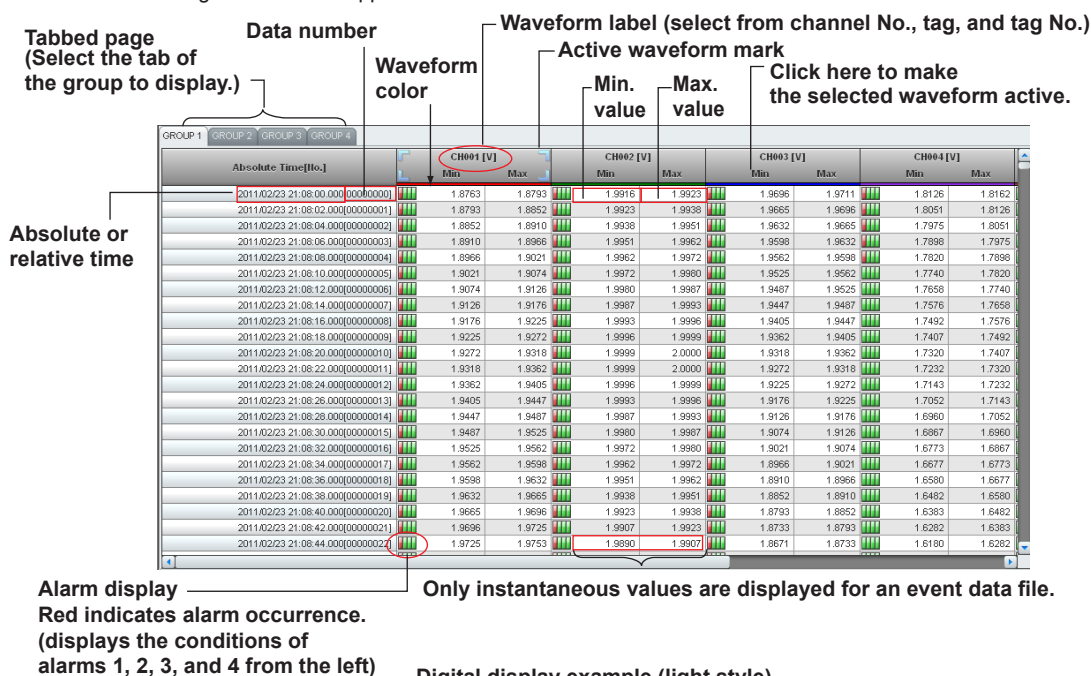 Waveform label (select from channel No., tag, and tag No.)
Tabbed page
(Select the tab of
the group to display.)
Data number
Active waveform mark
Waveform
color
Min.
value
Max.
value
Click here to make
the selected waveform active.
GROUP 1 GROUP 2 GROUP 3 GROUP 4
Absolute Time[No.] CH001 [V] CH002 [V] CH003 [V] CH004 [V]
Min Max Min Max Min Max Min Max
2011/02/23 21:08:00.000[00000000] 1.8763 1.8793 1.9916 1.9923 1.9696 1.9711 1.8126 1.8162
2011/02/23 21:08:02.000[00000001] 1.8793 1.8852 1.9923 1.9938 1.9665 1.9696 1.8051 1.8126
2011/02/23 21:08:04.000[00000002] 1.8852 1.8910 1.9938 1.9951 1.9632 1.9665 1.7975 1.8051
2011/02/23 21:08:06.000[00000003] 1.8910 1.8966 1.9951 1.9962 1.9598 1.9632 1.7898 1.7975
2011/02/23 21:08:08.000[00000004] 1.8966 1.9021 1.9962 1.9972 1.9562 1.9598 1.7820 1.7898
2011/02/23 21:08:10.000[00000005] 1.9021 1.9074 1.9972 1.9980 1.9525 1.9562 1.7740 1.7820
2011/02/23 21:08:12.000[00000006] 1.9074 1.9126 1.9980 1.9987 1.9487 1.9525 1.7658 1.7740
2011/02/23 21:08:14.000[00000007] 1.9126 1.9176 1.9987 1.9993 1.9447 1.9487 1.7576 1.7658
2011/02/23 21:08:16.000[00000008] 1.9176 1.9225 1.9993 1.9996 1.9405 1.9447 1.7492 1.7576
2011/02/23 21:08:18.000[00000009] 1.9225 1.9272 1.9996 1.9999 1.9362 1.9405 1.7407 1.7492
2011/02/23 21:08:20.000[00000010] 1.9272 1.9318 1.9999 2.0000 1.9318 1.9362 1.7320 1.7407
2011/02/23 21:08:22.000[00000011] 1.9318 1.9362 1.9999 2.0000 1.9272 1.9318 1.7232 1.7320
2011/02/23 21:08:24.000[00000012] 1.9362 1.9405 1.9996 1.9999 1.9225 1.9272 1.7143 1.7232
2011/02/23 21:08:26.000[00000013] 1.9405 1.9447 1.9993 1.9996 1.9176 1.9225 1.7052 1.7143
2011/02/23 21:08:28.000[00000014] 1.9447 1.9487 1.9987 1.9993 1.9126 1.9176 1.6960 1.7052
2011/02/23 21:08:30.000[00000015] 1.9487 1.9525 1.9980 1.9987 1.9074 1.9126 1.6867 1.6960
2011/02/23 21:08:32.000[00000016] 1.9525 1.9562 1.9972 1.9980 1.9021 1.9074 1.6773 1.6867
2011/02/23 21:08:34.000[00000017] 1.9562 1.9598 1.9962 1.9972 1.8966 1.9021 1.6677 1.6773
2011/02/23 21:08:36.000[00000018] 1.9598 1.9632 1.9951 1.9962 1.8910 1.8966 1.6580 1.6677
2011/02/23 21:08:38.000[00000019] 1.9632 1.9665 1.9938 1.9951 1.8852 1.8910 1.6482 1.6580
2011/02/23 21:08:40.000[00000020] 1.9665 1.9696 1.9923 1.9938 1.8793 1.8852 1.6383 1.6482
2011/02/23 21:08:42.000[00000021] 1.9696 1.9725 1.9907 1.9923 1.8733 1.8793 1.6282 1.6383
2011/02/23 21:08:44.000[00000022] 1.9725 1.9753 1.9890 1.9907 1.8671 1.8733 1.6180 1.6282
Absolute or
relative time
Alarm display
Red indicates alarm occurrence.
(displays the conditions of
alarms 1, 2, 3, and 4 from the left)
Only instantaneous values are displayed for an event data file.
Digital display example (light style)